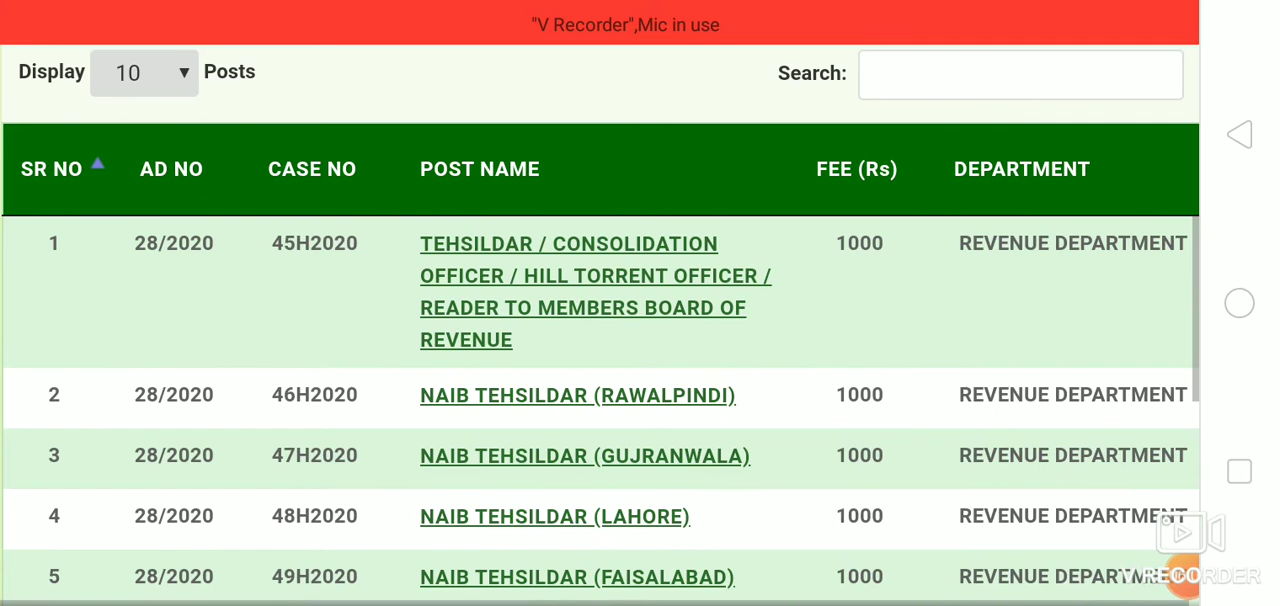 "V Recorder",Mic in use
Display 10 ▼ Posts Search:
SR NO AD NO CASE NO POST NAME FEE (Rs) DEPARTMENT
1 28/2020 45H2020 TEHSILDAR / CONSOLIDATION 1000 REVENUE DEPARTMENT
OFFICER / HILL TORRENT OFFICER /
READER TO MEMBERS BOARD OF
REVENUE
2 28/2020 46H2020 NAIB TEHSILDAR (RAWALPINDI) 1000 REVENUE DEPARTMENT
3 28/2020 47H2020 NAIB TEHSILDAR (GUJRANWALA) 1000 REVENUE DEPARTMENT
4 28/2020 48H2020 NAIB TEHSILDAR (LAHORE) 1000 REVENUE DEPARTMENT
5 28/2020 49H2020 NAIB TEHSILDAR (FAISALABAD) 1000 REVENUE DEPARTMENT
V RECORDER